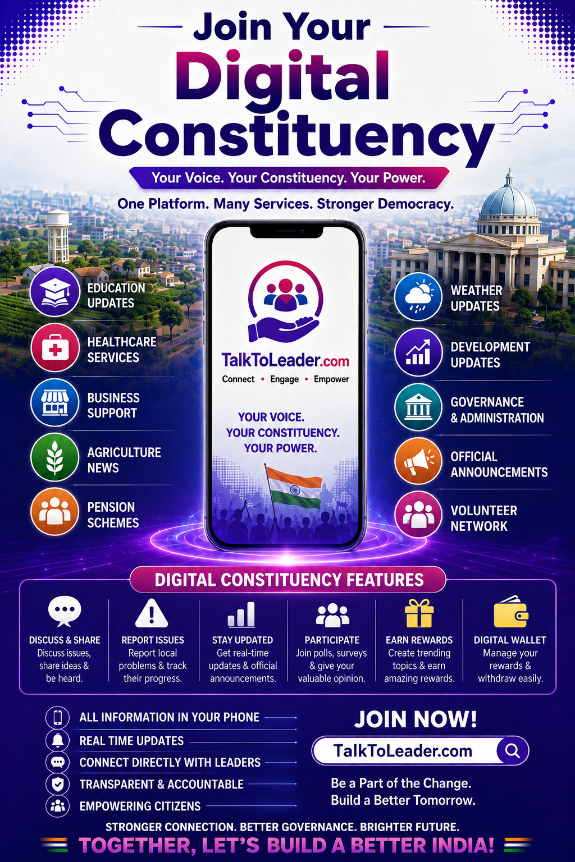 Join Your
Digital
Constituency
Your Voice. Your Constituency. Your Power.
One Platform. Many Services. Stronger Democracy.
EDUCATION
UPDATES
HEALTHCARE
SERVICES
BUSINESS
SUPPORT
AGRICULTURE
NEWS
PENSION
SCHEMES
TalkToLeader.com
Connect • Engage • Empower
YOUR VOICE.
YOUR CONSTITUENCY.
YOUR POWER.
WEATHER
UPDATES
DEVELOPMENT
UPDATES
GOVERNANCE
& ADMINISTRATION
OFFICIAL
ANNOUNCEMENTS
VOLUNTEER
NETWORK
DIGITAL CONSTITUENCY FEATURES
DISCUSS & SHARE
Discuss issues,
share ideas &
be heard.
REPORT ISSUES
Report local
problems & track
their progress.
STAY UPDATED
Get real-time
updates & official
announcements.
PARTICIPATE
Join polls, surveys
& give your
valuable opinion.
EARN REWARDS
Create trending
topics & earn
amazing rewards.
DIGITAL WALLET
Manage your
rewards &
withdraw easily.
ALL INFORMATION IN YOUR PHONE
REAL TIME UPDATES
CONNECT DIRECTLY WITH LEADERS
TRANSPARENT & ACCOUNTABLE
EMPOWERING CITIZENS
JOIN NOW!
TalkToLeader.com
Be a Part of the Change.
Build a Better Tomorrow.
STRONGER CONNECTION. BETTER GOVERNANCE. BRIGHTER FUTURE.
TOGETHER, LET'S BUILD A BETTER INDIA!